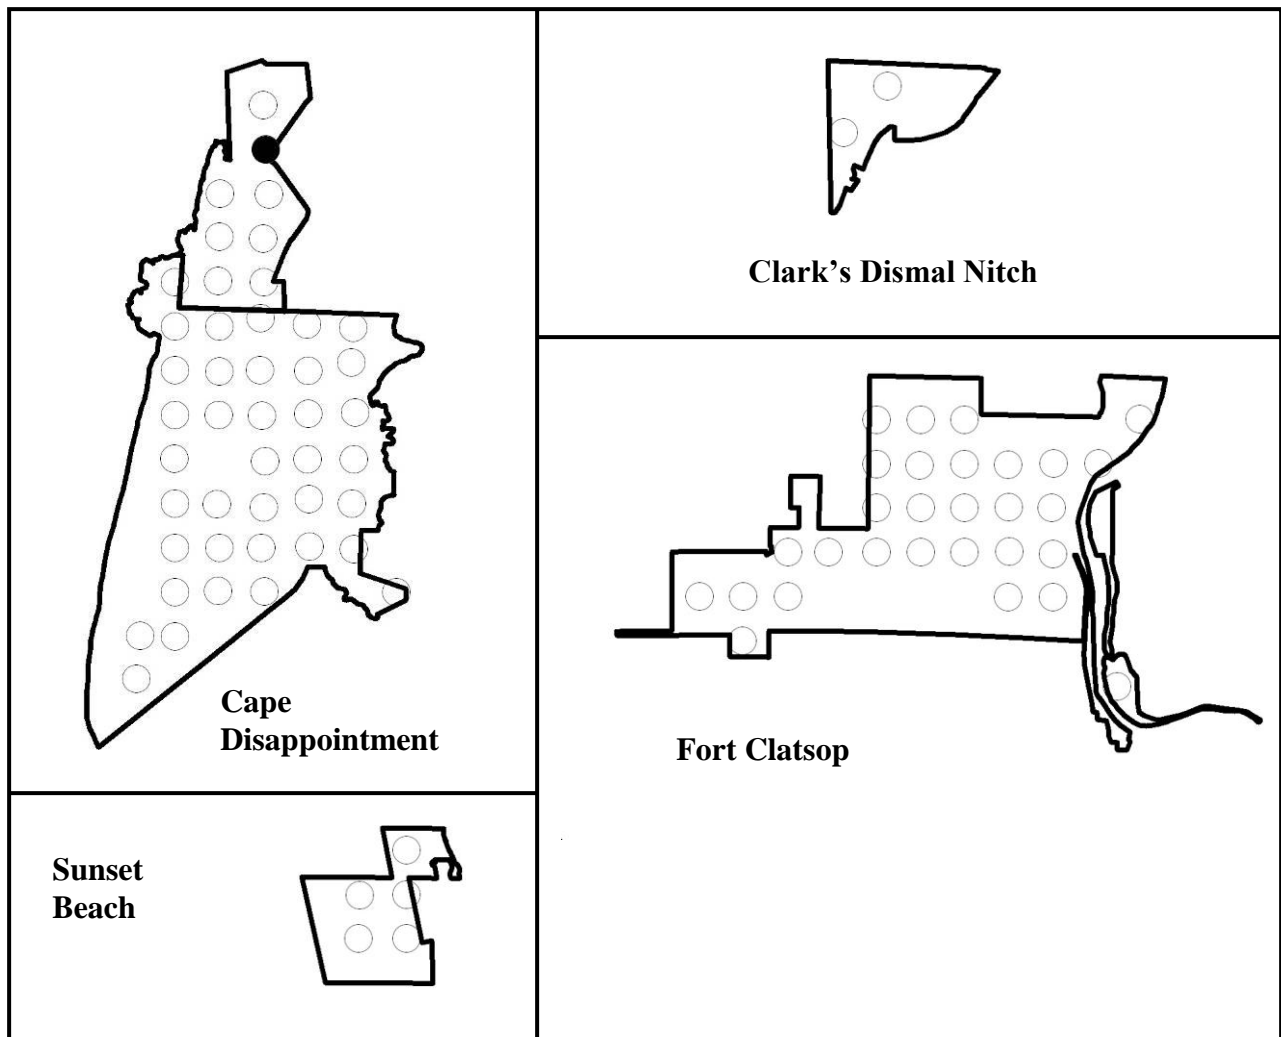 Clark’s Dismal Nitch
Cape
Disappointment
Fort Clatsop
Sunset
Beach